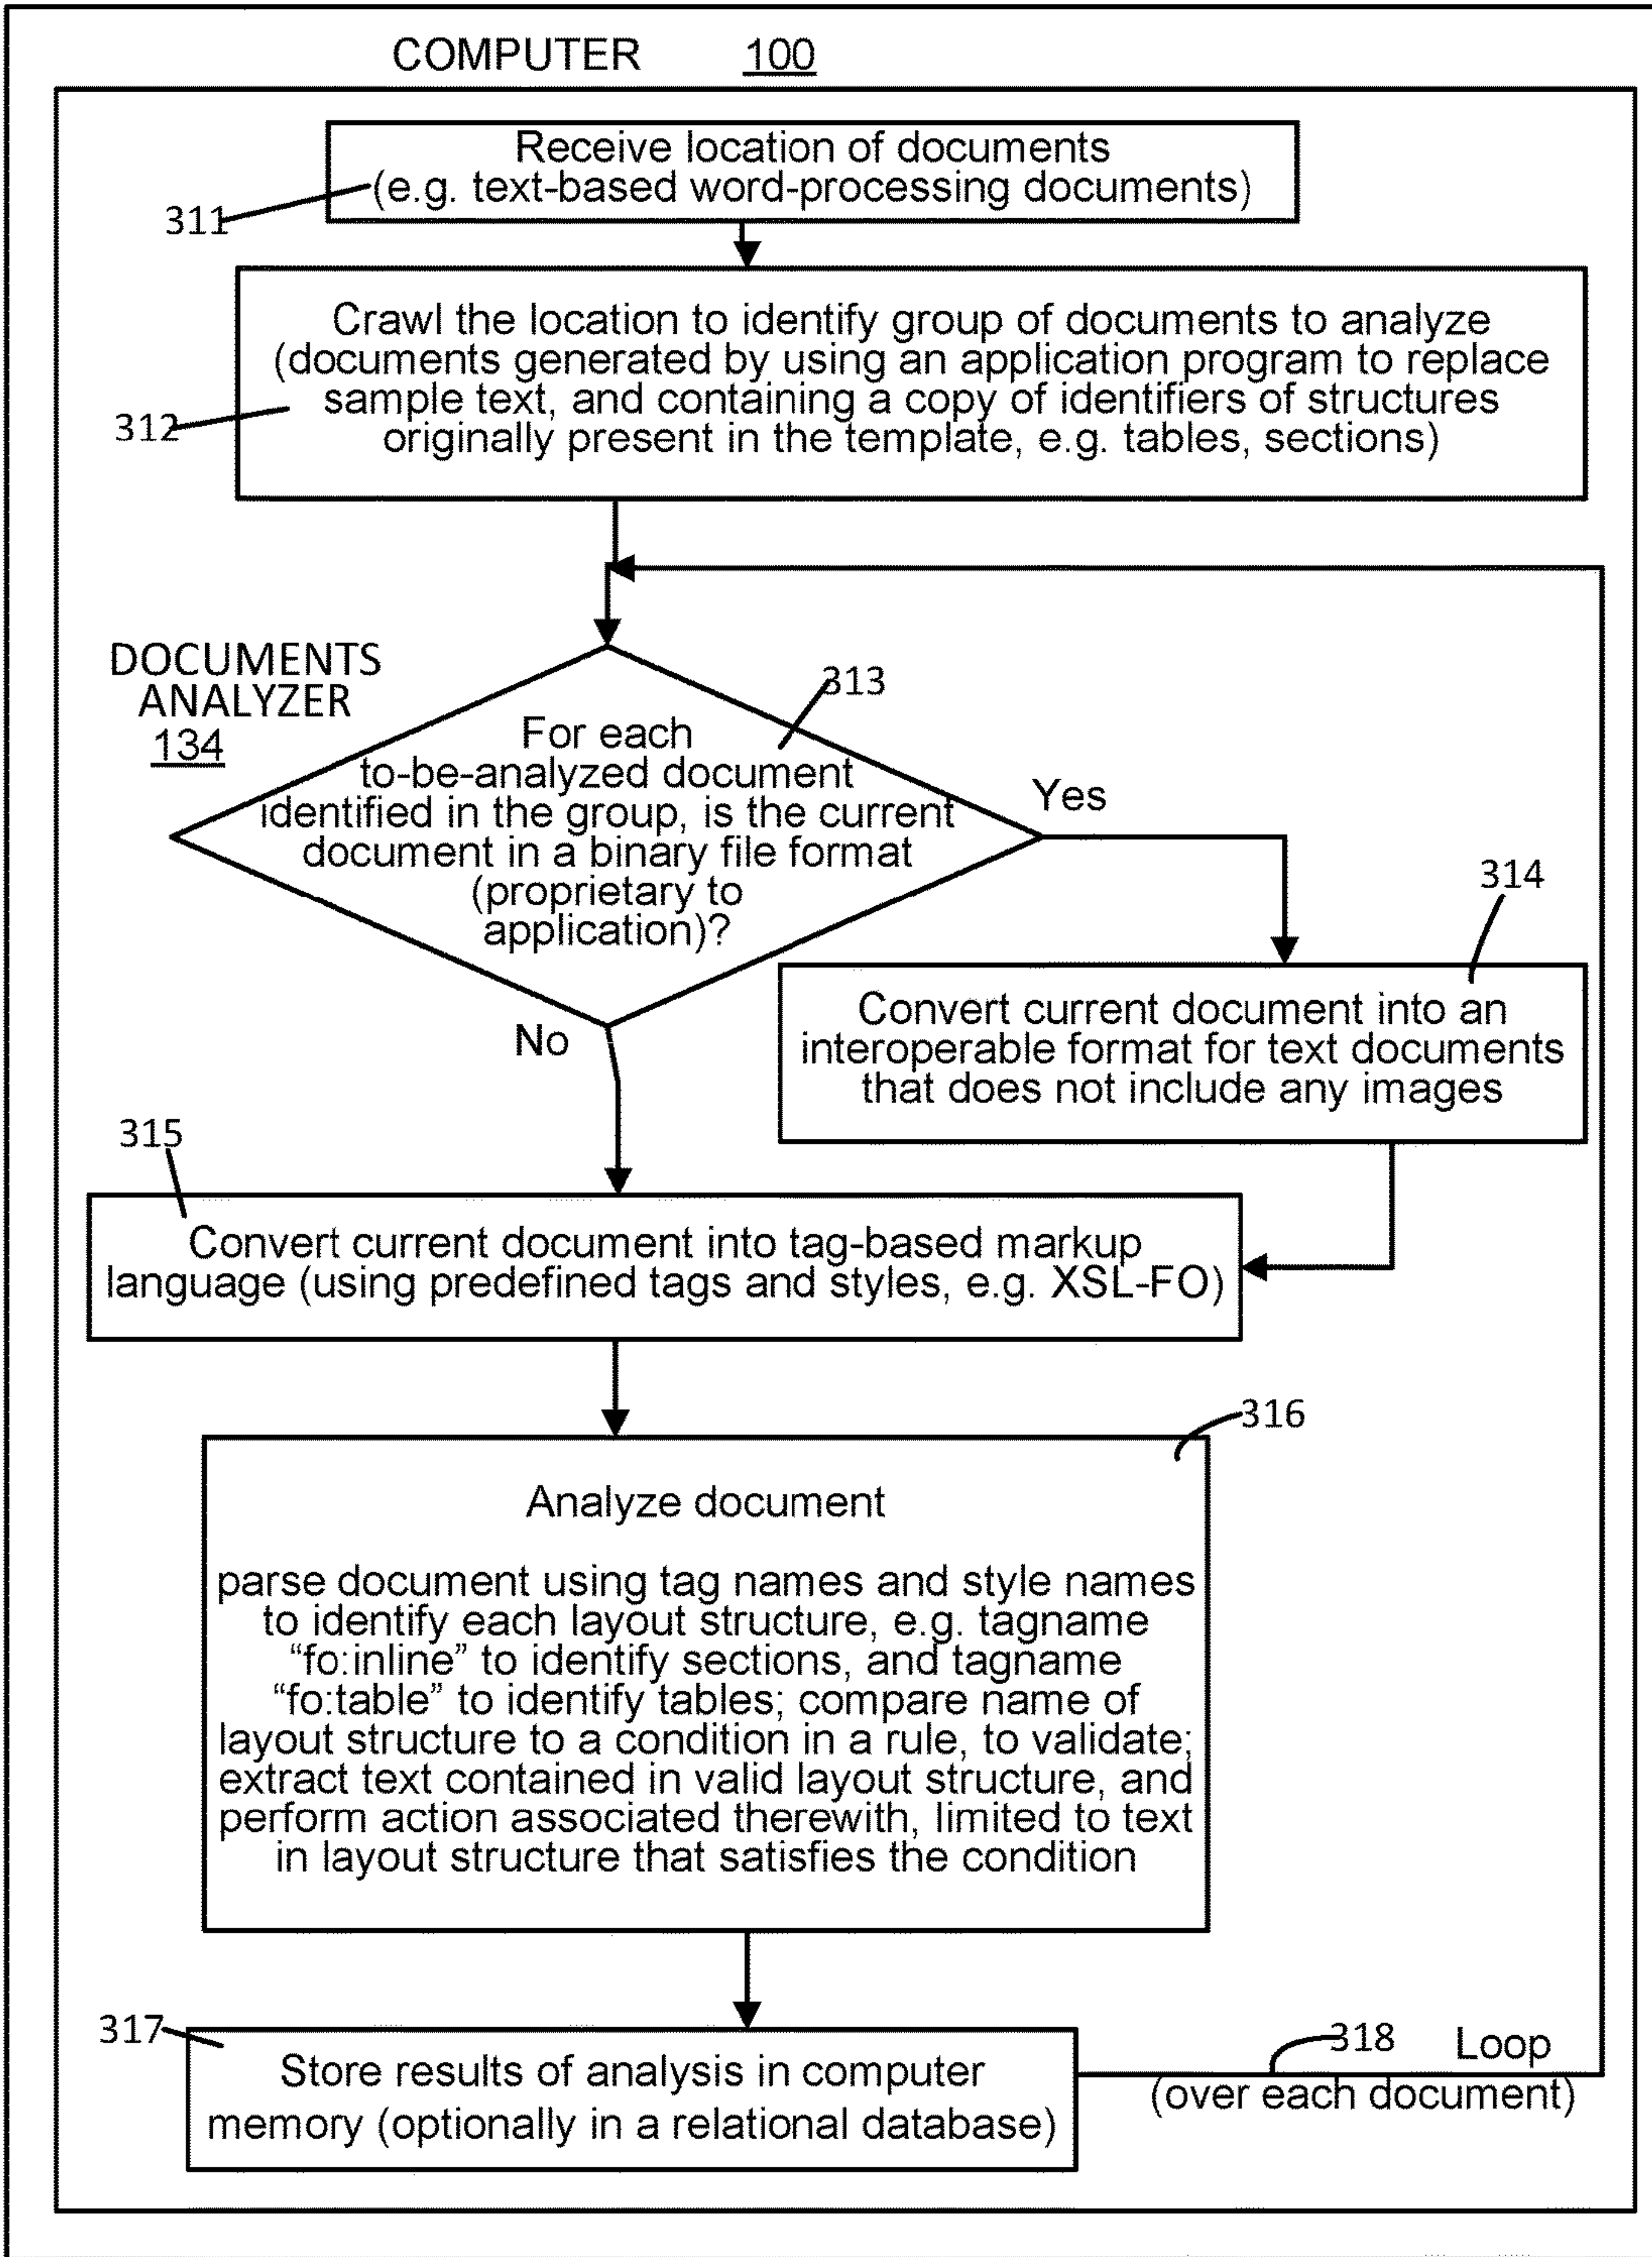 COMPUTER 100
Receive location of documents
(e.g. text-based word-processing documents)
311
Crawl the location to identify group of documents to analyze
(documents generated by using an application program to replace
sample text, and containing a copy of identifiers of structures
originally present in the template, e.g. tables, sections)
312
DOCUMENTS
ANALYZER
134
313
For each
to-be-analyzed document
identified in the group, is the current
document in a binary file format
(proprietary to
application)?
Yes
No
314
Convert current document into an
interoperable format for text documents
that does not include any images
315
Convert current document into tag-based markup
language (using predefined tags and styles, e.g. XSL-FO)
316
Analyze document
parse document using tag names and style names
to identify each layout structure, e.g. tagname
“fo:inline” to identify sections, and tagname
“fo:table” to identify tables; compare name of
layout structure to a condition in a rule, to validate;
extract text contained in valid layout structure, and
perform action associated therewith, limited to text
in layout structure that satisfies the condition
317
Store results of analysis in computer
memory (optionally in a relational database)
318 Loop
(over each document)